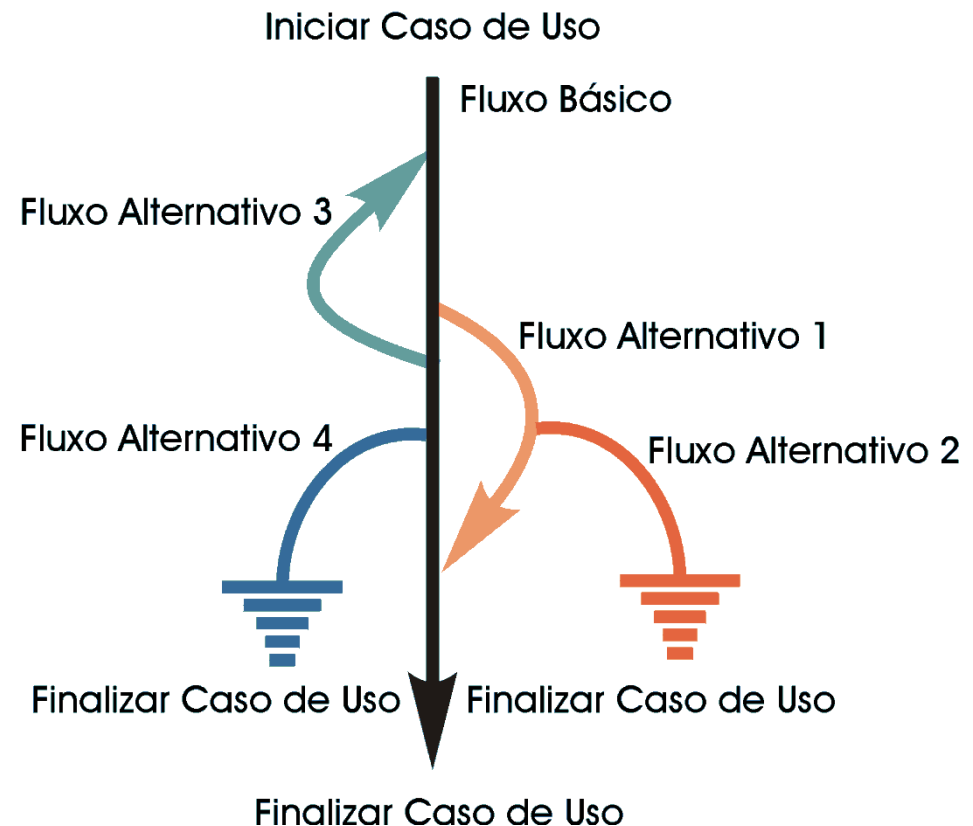 Iniciar Caso de Uso
Fluxo Básico
Fluxo Alternativo 3
Fluxo Alternativo 1
Fluxo Alternativo 4
Fluxo Alternativo 2
Finalizar Caso de Uso
Finalizar Caso de Uso
Finalizar Caso de Uso